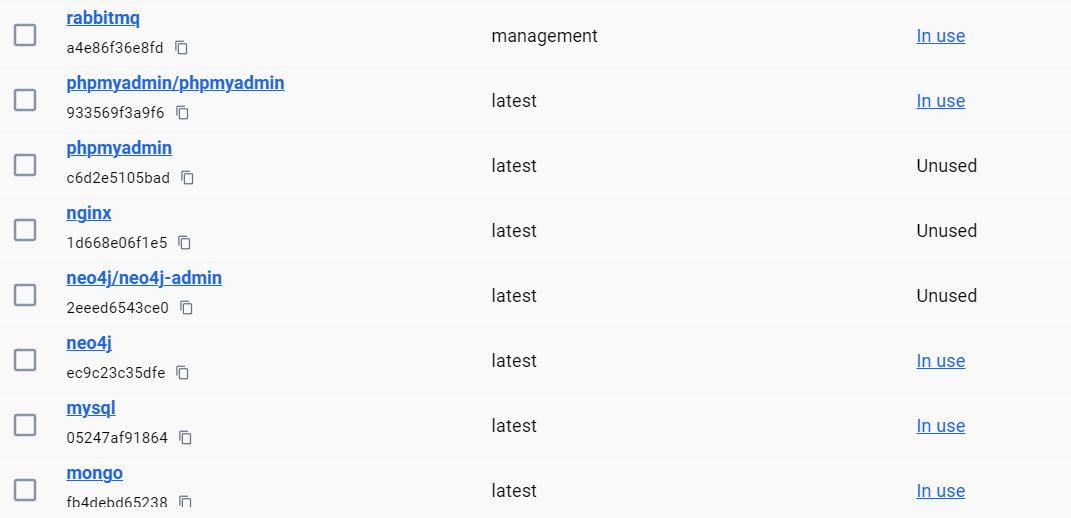 rabbitmq
a4e86f36e8fd
management
In use
phpmyadmin/phpmyadmin
933569f3a9f6
latest
In use
phpmyadmin
c6d2e5105bad
latest
Unused
nginx
1d668e06f1e5
latest
Unused
neo4j/neo4j-admin
2eeed6543ce0
latest
Unused
neo4j
ec9c23c35dfe
latest
In use
mysql
05247af91864
latest
In use
mongo
fb4debd65238
latest
In use